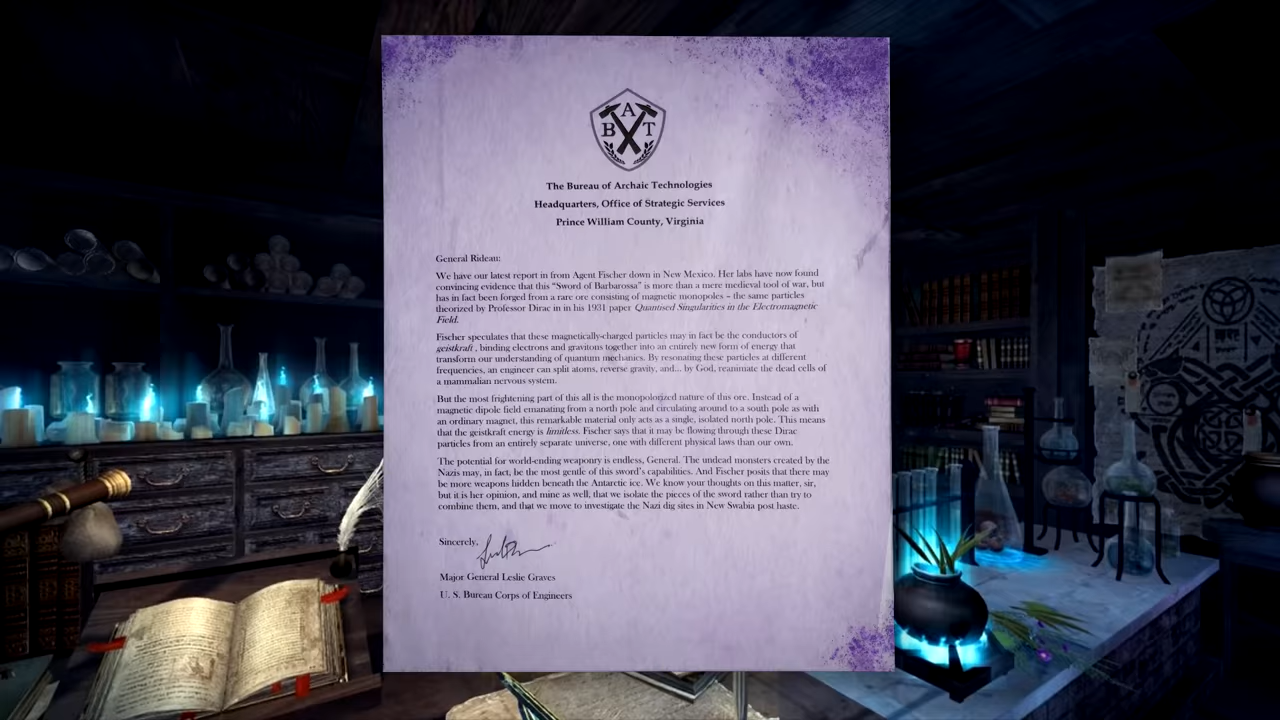 A
B T
The Bureau of Archaic Technologies
Headquarters, Office of Strategic Services
Prince William County, Virginia
General Rideau:
We have our latest report in from Agent Fischer down in New Mexico. Her labs have now found
convincing evidence that this “Sword of Barbarossa” is more than a mere medieval tool of war, but
has in fact been forged from a rare ore consisting of magnetic monopoles – the same particles
theorized by Professor Dirac in in his 1931 paper Quantised Singularities in the Electromagnetic
Field.
Fischer speculates that these magnetically-charged particles may in fact be the conductors of
geistkraft , binding electrons and gravitons together into an entirely new form of energy that
transform our understanding of quantum mechanics. By resonating these particles at different
frequencies, an engineer can split atoms, reverse gravity, and... by God, reanimate the dead cells of
a mammalian nervous system.
But the most frightening part of this all is the monopolorized nature of this ore. Instead of a
magnetic dipole field emanating from a north pole and circulating around to a south pole as with
an ordinary magnet, this remarkable material only acts as a single, isolated north pole. This means
that the geistkraft energy is limitless. Fischer says that it may be flowing through these Dirac
particles from an entirely separate universe, one with different physical laws than our own.
The potential for world-ending weaponry is endless, General. The undead monsters created by the
Nazis may, in fact, be the most gentle of this sword's capabilities. And Fischer posits that there may
be more weapons hidden beneath the Antarctic ice. We know your thoughts on this matter, sir,
but it is her opinion, and mine as well, that we isolate the pieces of the sword rather than try to
combine them, and that we move to investigate the Nazi dig sites in New Swabia post haste.
Sincerely,
Major General Leslie Graves
U. S. Bureau Corps of Engineers